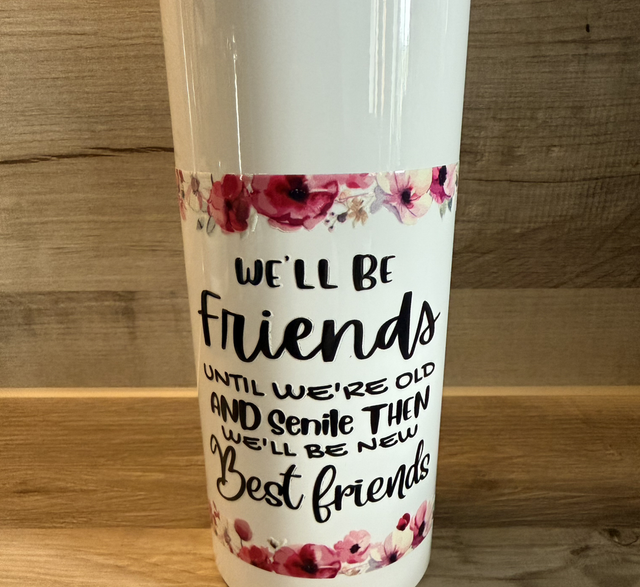 WE'LL BE
Friends
UNTIL WE'RE OLD
AND Senile THEN
WE'LL BE NEW
Best friends